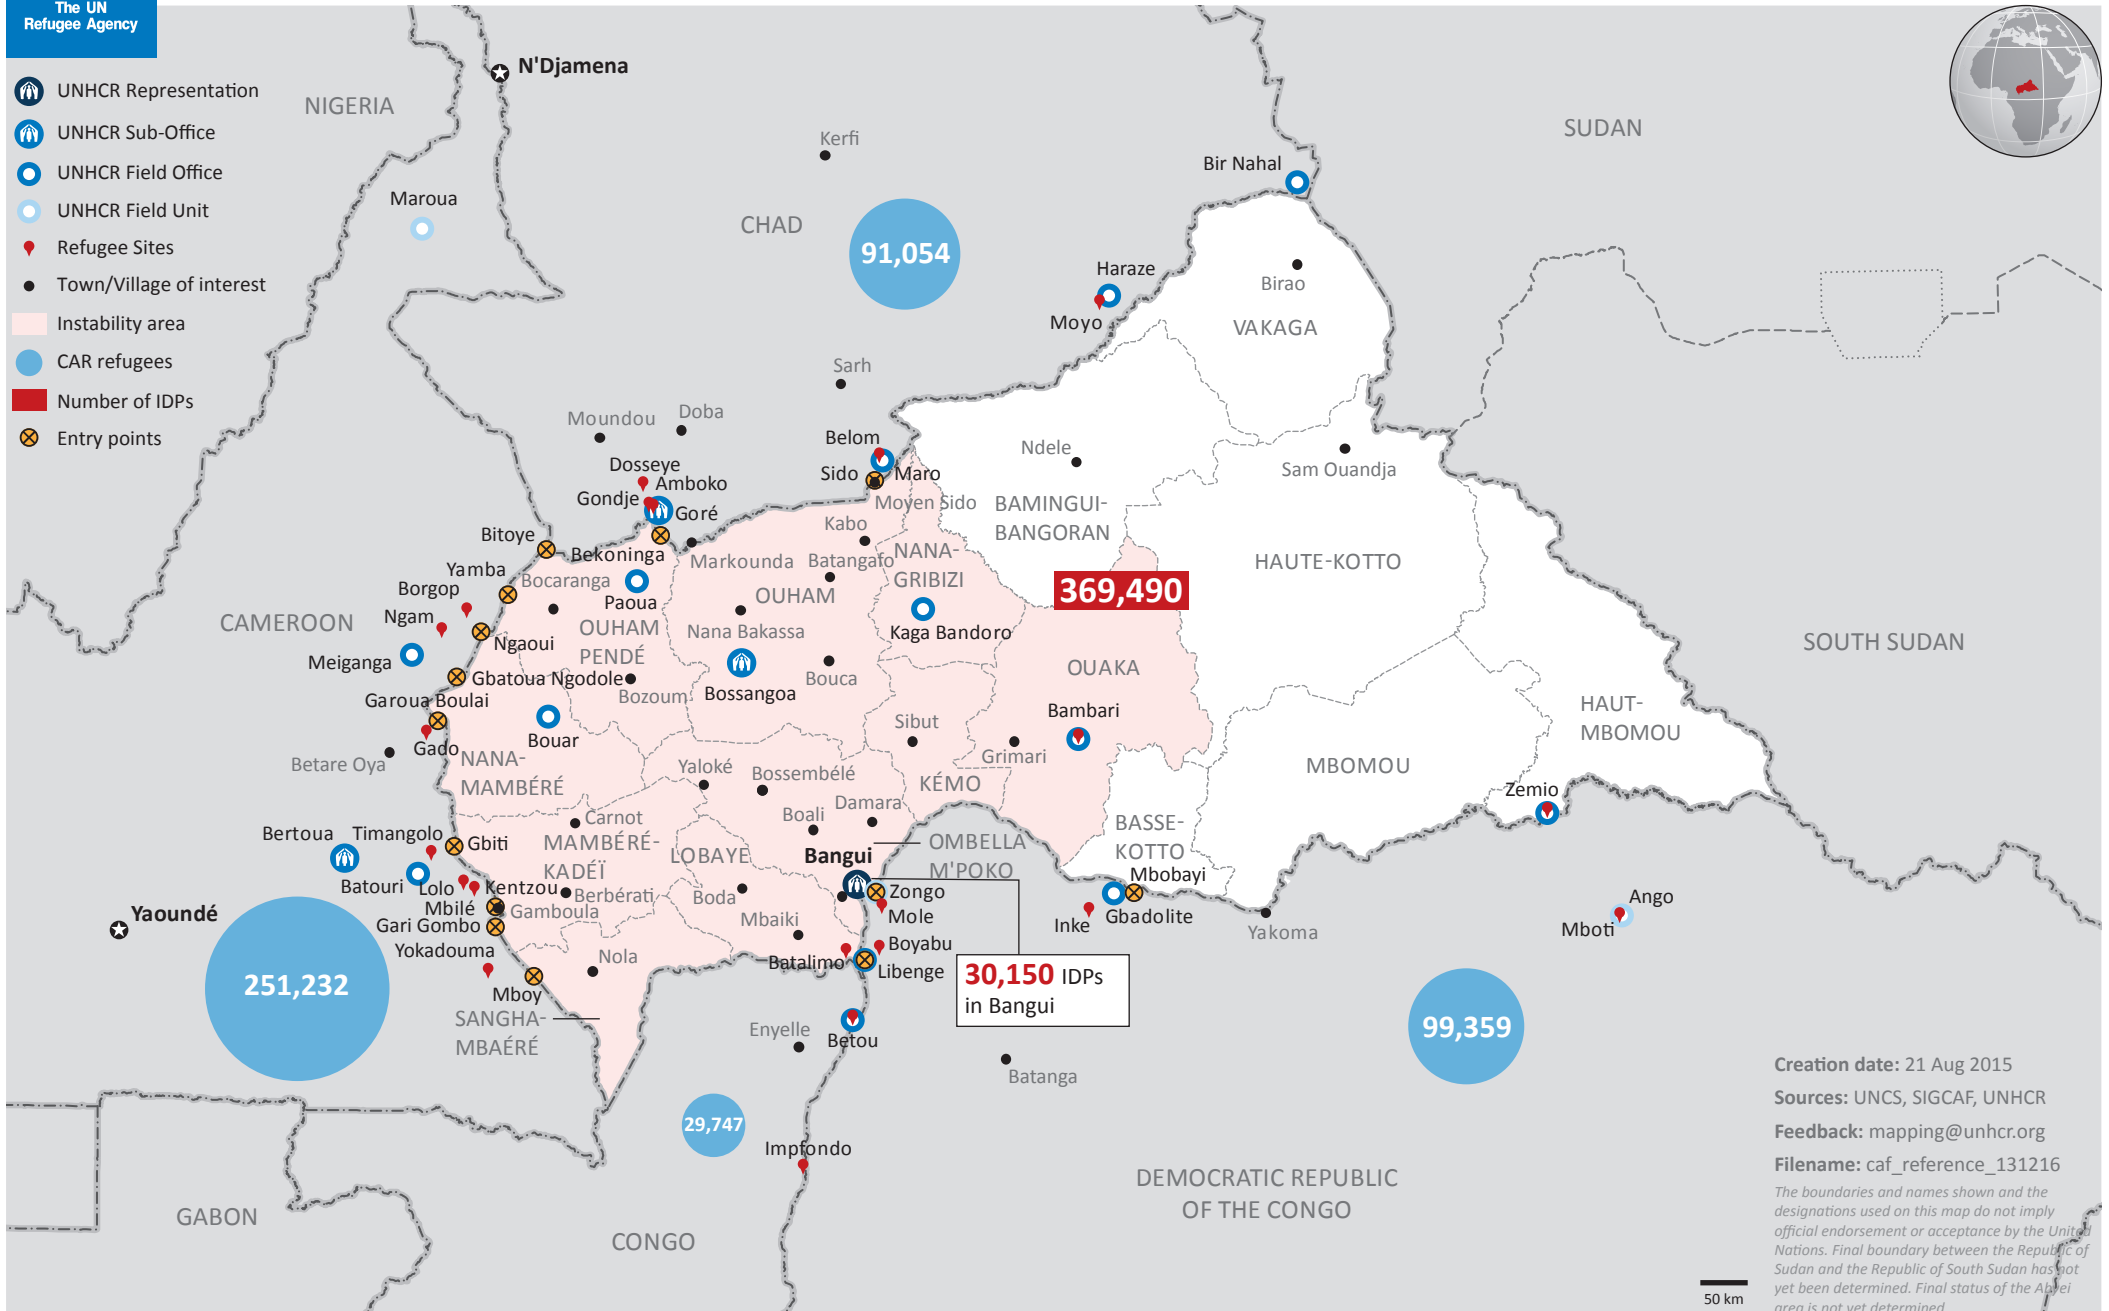 The UN
Refugee Agency
UNHCR Representation
UNHCR Sub-Office
UNHCR Field Office
UNHCR Field Unit
Refugee Sites
Town/Village of interest
Instability area
CAR refugees
Number of IDPs
Entry points
N'Djamena
NIGERIA
Maroua
Kerfi
CHAD
91,054
SUDAN
Bir Nahal
Haraze
Moyo
Birao
VAKAGA
Sarh
Moundou
Doba
Belom
Sido
Maro
Moyen Sido
Dosseye
Amboko
Gondje
Goré
Ndele
BAMINGUI-
BANGORAN
Sam Ouandja
HAUTE-KOTTO
Bitoye
Bekoninga
Markounda
Kabo
Batangafo
NANA-
GRIBIZI
Yamba
Bocaranga
Borgop
Paoua
OUHAM
Ngam
CAMEROON
Ngaoui
OUHAM
PENDÉ
Nana Bakassa
Kaga Bandoro
369,490
SOUTH SUDAN
Meiganga
Gbatoua Ngodole
Bozoum
Bossangoa
Bouca
OUAKA
Garoua Boulai
Gado
Bouar
Sibut
Bambari
Grimari
HAUT-
MBOMOU
Betare Oya
NANA-
MAMBÉRÉ
Yaloké
Bossembélé
KÉMO
MBOMOU
Zemio
Boali
Damara
Carnot
Bertoua
Timangolo
Gbiti
MAMBÉRÉ-
KADÉÏ
LOBAYE
Bangui
OMBELLA
M'POKO
BASSE-
KOTTO
Mbobayi
Batouri
Lolo
Kentzou
Mbilé
Gamboula
Berbérati
Boda
Zongo
Mole
Inke
Gbadolite
Yakoma
Ango
Mboti
Yaoundé
Gari Gombo
Mbaiki
Yokadouma
Nola
Batalimo
Boyabu
Libenge
251,232
Mboy
30,150 IDPs
in Bangui
SANGHA-
MBAÉRÉ
Enyelle
Betou
Batanga
99,359
29,747
Impfondo
DEMOCRATIC REPUBLIC
OF THE CONGO
GABON
CONGO
Creation date: 21 Aug 2015
Sources: UNCS, SIGCAF, UNHCR
Feedback: mapping@unhcr.org
Filename: caf_reference_131216
The boundaries and names shown and the
designations used on this map do not imply
official endorsement or acceptance by the United
Nations. Final boundary between the Republic of
Sudan and the Republic of South Sudan has not
yet been determined. Final status of the Abyei
area is not yet determined.
50 km